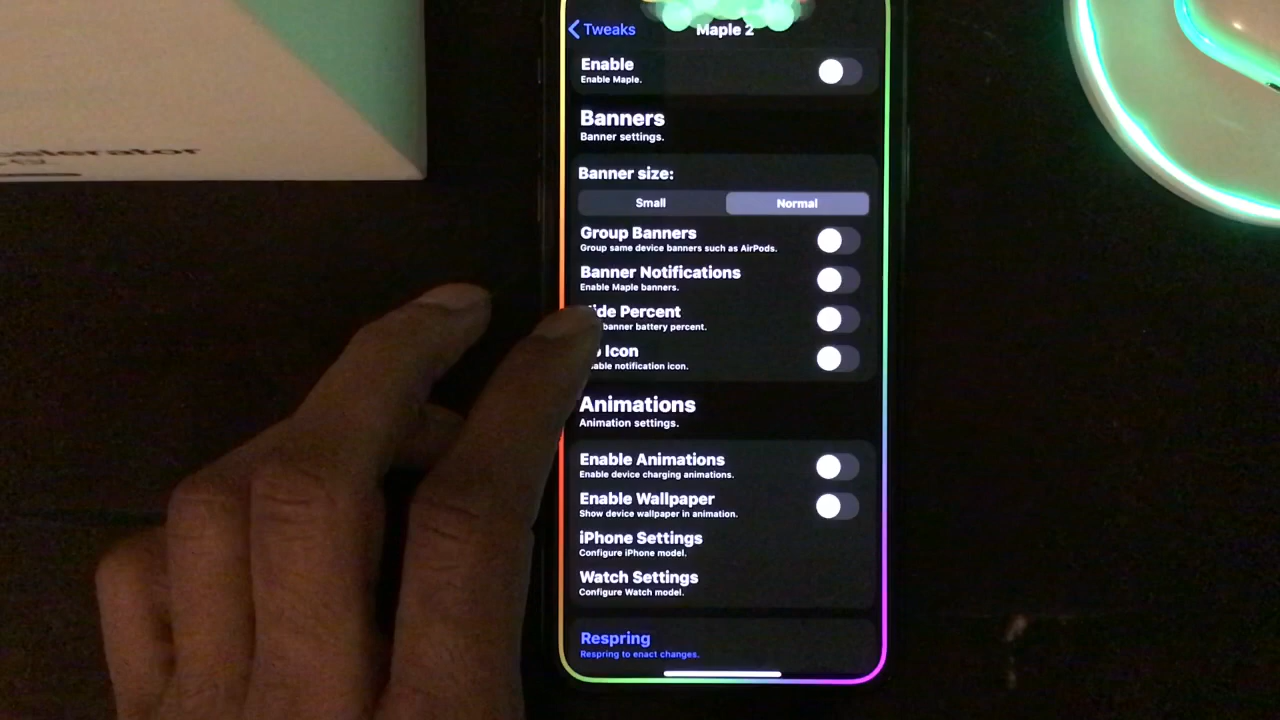 Tweaks
Maple 2
Enable
Enable Maple.
Banners
Banner settings.
Banner size:
Small
Normal
Group Banners
Group same device banners such as AirPods.
Banner Notifications
Enable Maple banners.
ide Percent
banner battery percent.
Icon
able notification icon.
Animations
Animation settings.
Enable Animations
Enable device charging animations.
Enable Wallpaper
Show device wallpaper in animation.
iPhone Settings
Configure iPhone model.
Watch Settings
Configure Watch model.
Respring
Respring to enact changes.
celerator